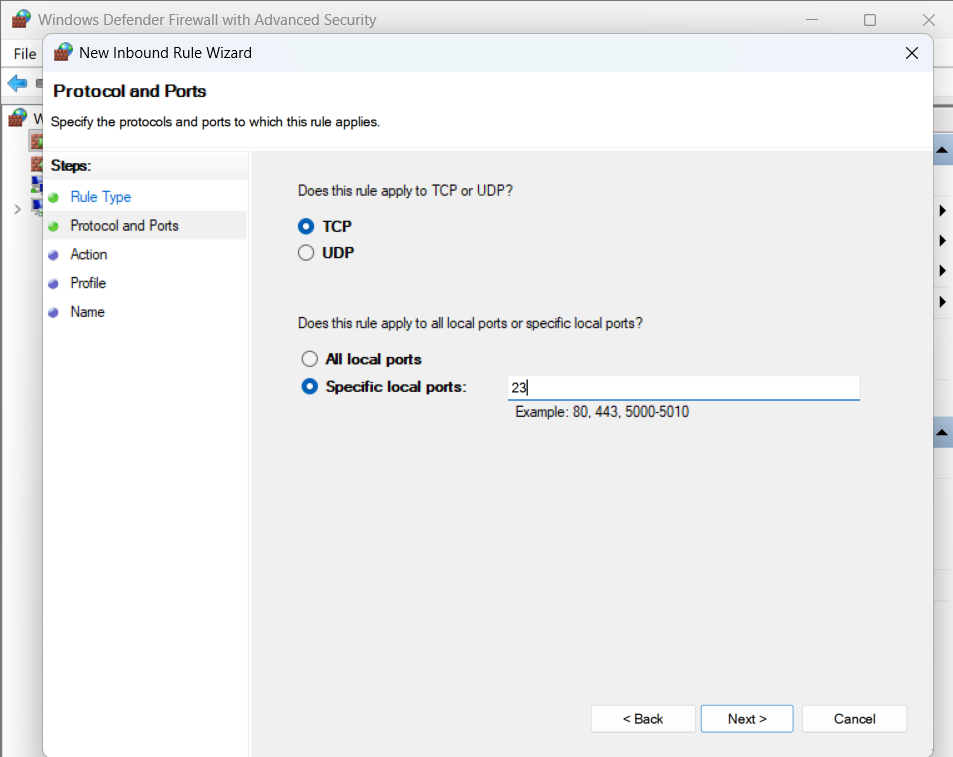 Windows Defender Firewall with Advanced Security
File
New Inbound Rule Wizard
Protocol and Ports
Specify the protocols and ports to which this rule applies.
Steps:
Rule Type
Protocol and Ports
Action
Profile
Name
Does this rule apply to TCP or UDP?
TCP
UDP
Does this rule apply to all local ports or specific local ports?
All local ports
Specific local ports:
23
Example: 80, 443, 5000-5010
< Back
Next >
Cancel